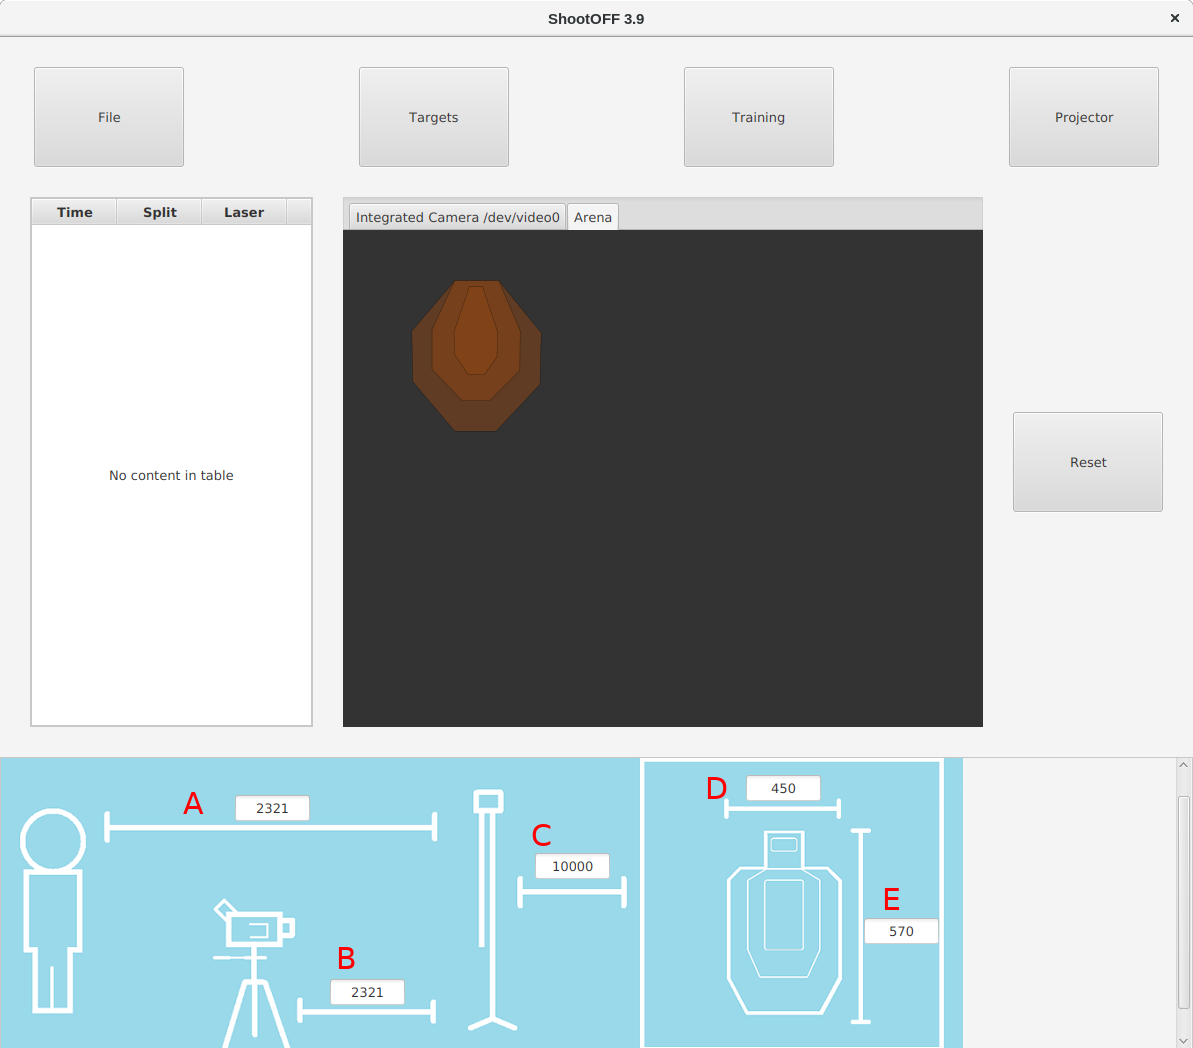 ShootOFF 3.9
×
File
Targets
Training
Projector
Time Split Laser
Integrated Camera /dev/video0 Arena
No content in table
Reset
A 2321
B
2321
C
10000
D 450
E
570